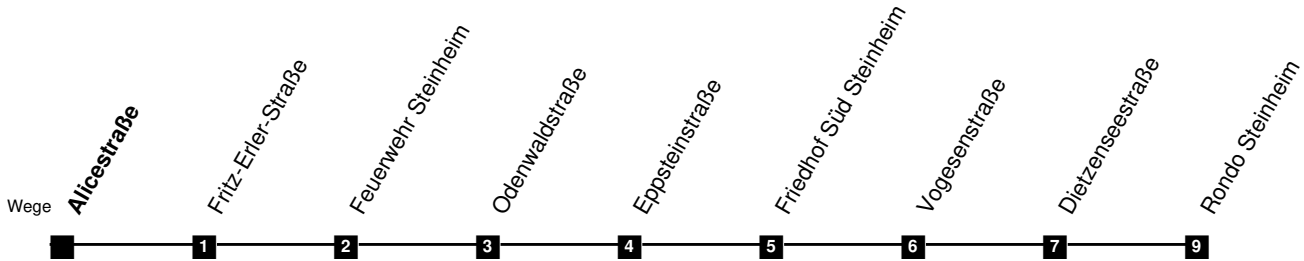 Wege
Alicestraße
Fritz-Erler-Straße
Feuerwehr Steinheim
Odenwaldstraße
Eppsteinstraße
Friedhof Süd Steinheim
Vogesenstraße
Dietzenseestraße
Rondo Steinheim
1 2 3 4 5 6 7 9